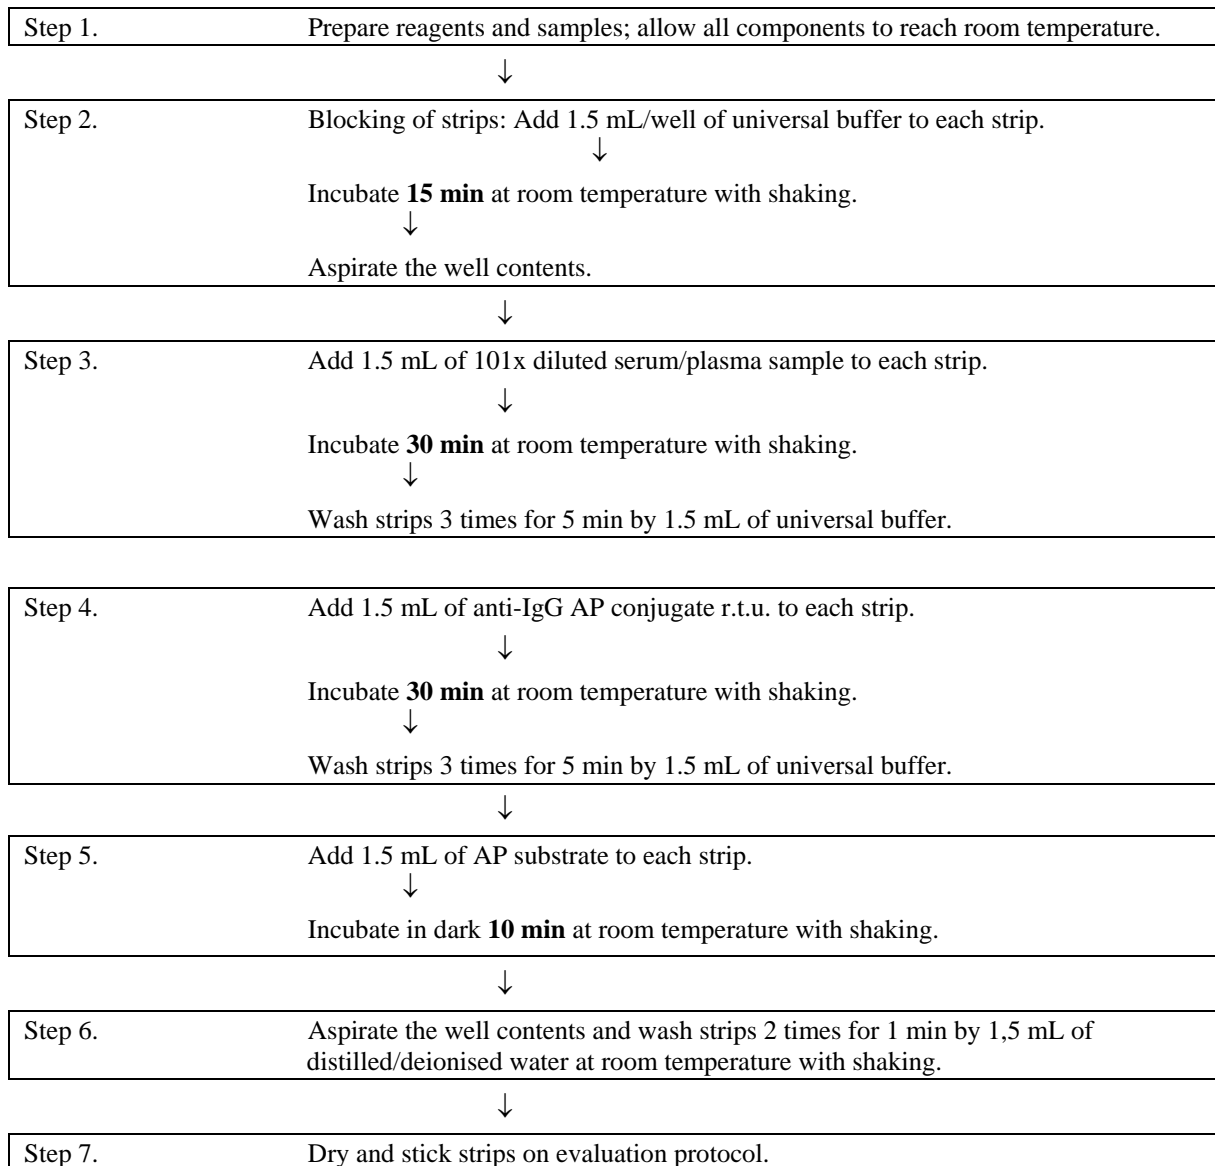 Step 1. Prepare reagents and samples; allow all components to reach room temperature.
↓
Step 2. Blocking of strips: Add 1.5 mL/well of universal buffer to each strip.
↓
Incubate 15 min at room temperature with shaking.
↓
Aspirate the well contents.
↓
Step 3. Add 1.5 mL of 101x diluted serum/plasma sample to each strip.
↓
Incubate 30 min at room temperature with shaking.
↓
Wash strips 3 times for 5 min by 1.5 mL of universal buffer.
Step 4. Add 1.5 mL of anti-IgG AP conjugate r.t.u. to each strip.
↓
Incubate 30 min at room temperature with shaking.
↓
Wash strips 3 times for 5 min by 1.5 mL of universal buffer.
↓
Step 5. Add 1.5 mL of AP substrate to each strip.
↓
Incubate in dark 10 min at room temperature with shaking.
↓
Step 6. Aspirate the well contents and wash strips 2 times for 1 min by 1,5 mL of
distilled/deionised water at room temperature with shaking.
↓
Step 7. Dry and stick strips on evaluation protocol.